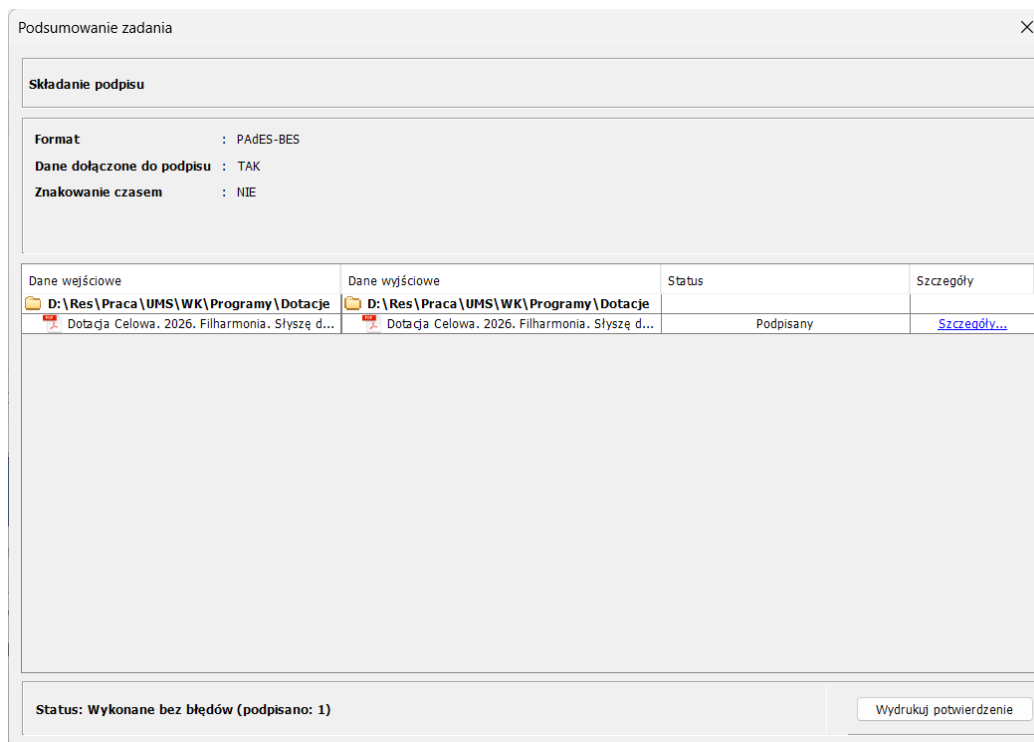 Podsumowanie zadania
Składanie podpisu
Format : PAdES-BES
Dane dołączone do podpisu : TAK
Znakowanie czasem : NIE
Dane wejściowe Dane wyjściowe Status Szczegóły
D:\Res\Praca\UMS\WK\Programy\Dotacje D:\Res\Praca\UMS\WK\Programy\Dotacje
Dotacja Celowa. 2026. Filharmonia. Słyszę d... Dotacja Celowa. 2026. Filharmonia. Słyszę d... Podpisany Szczegóły...
Status: Wykonane bez błędów (podpisano: 1) Wydrukuj potwierdzenie